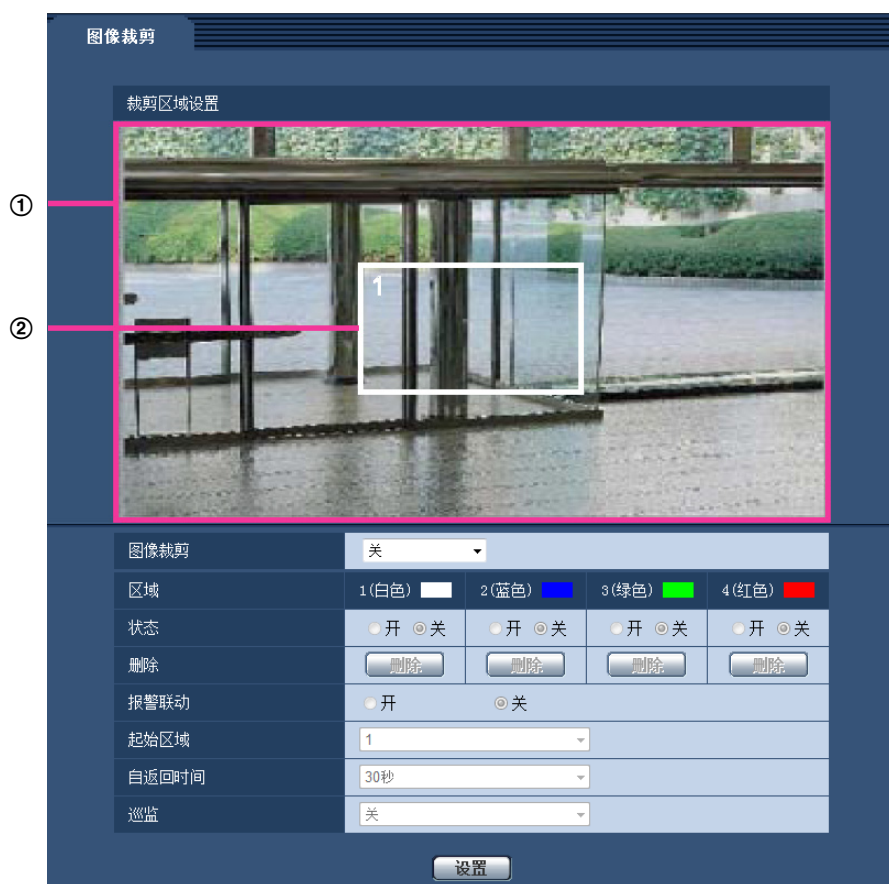 图像裁剪
裁剪区域设置
①
1
②
图像裁剪 关
区域 1(白色) 2(蓝色) 3(绿色) 4(红色)
状态 开 关 开 关 开 关 开 关
删除 删除 删除 删除 删除
报警联动 开 关
起始区域 1
自返回时间 30秒
巡监 关
设置